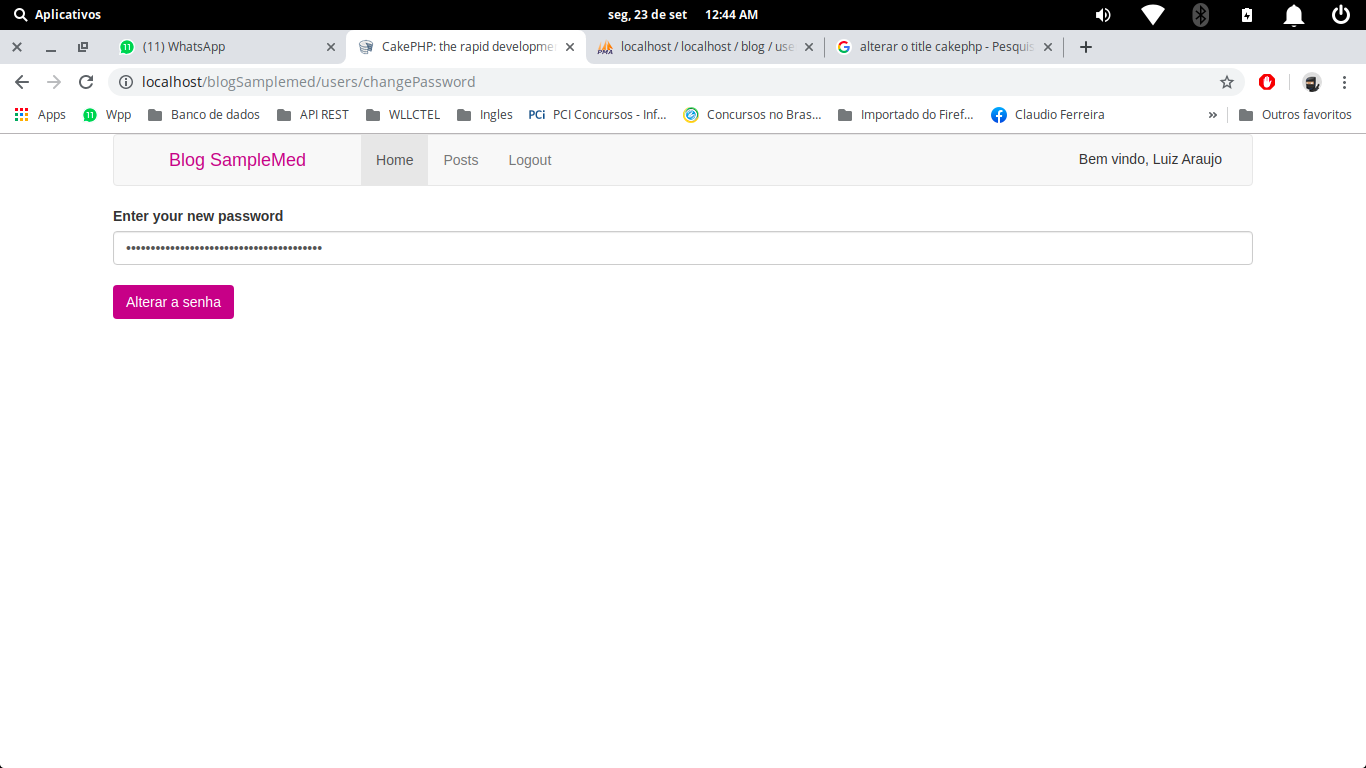 Aplicativos seg, 23 de set 12:44 AM
(11) WhatsApp CakePHP: the rapid developme localhost / localhost / blog / use alterar o title cakephp - Pesquis
localhost/blogSamplemed/users/changePassword
Apps 11 Wpp Banco de dados API REST WLLCTEL Ingles PCi PCI Concursos - Inf... Concursos no Bras... Importado do Firef... Claudio Ferreira » Outros favoritos
Blog SampleMed Home Posts Logout Bem vindo, Luiz Araujo
Enter your new password
Alterar a senha